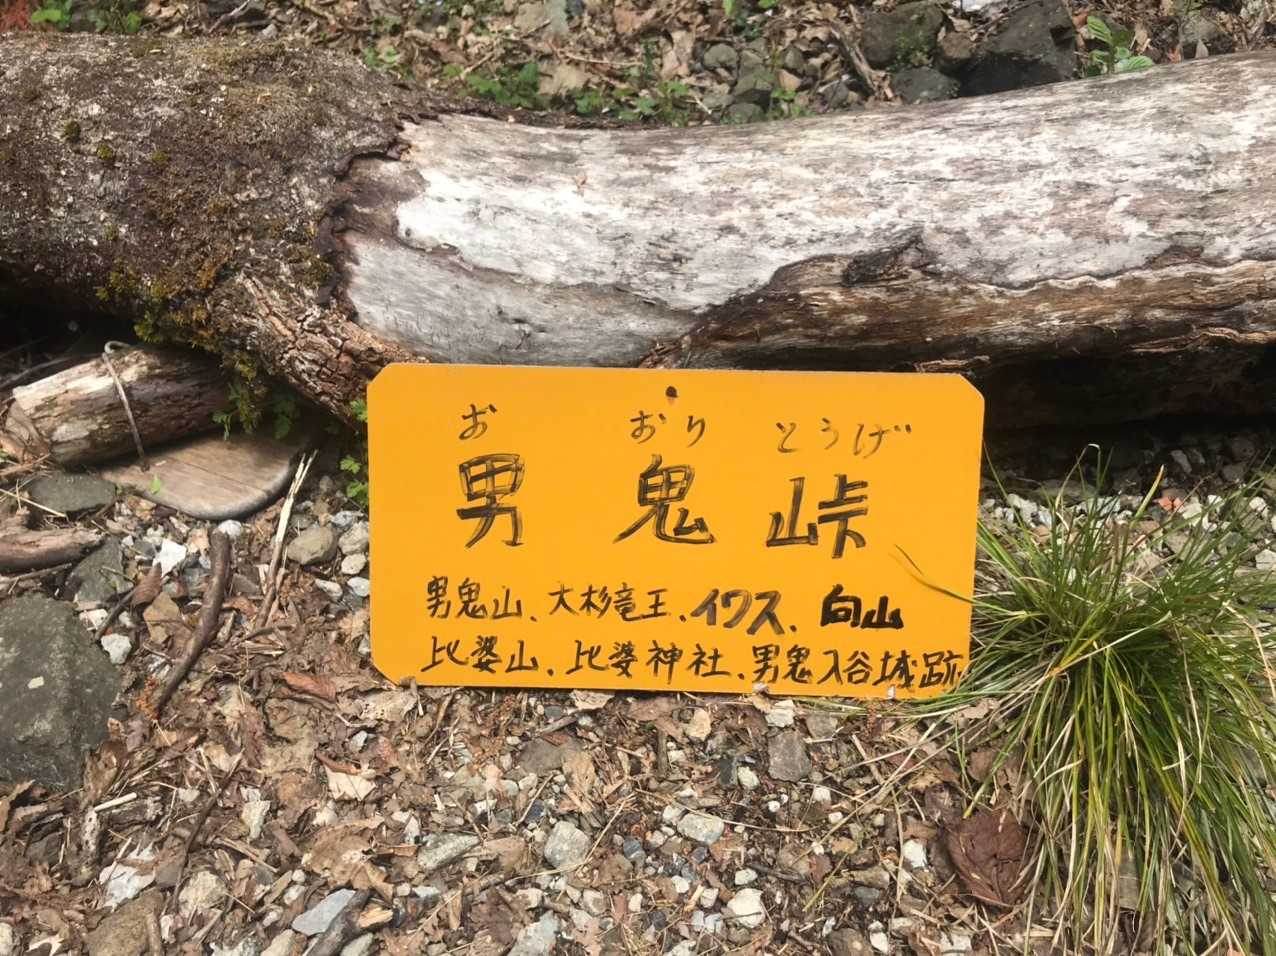 お おり とうげ
男鬼峠
男鬼山、大杉竜王、イワス、向山
比婆山、比婆神社、男鬼入谷城跡